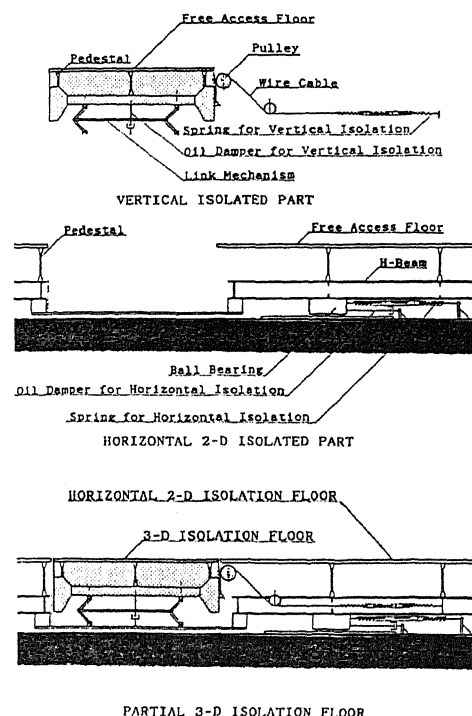 Free Access Floor
Pulley
Pedestal
Wire Cable
Spring for Vertical Isolation
Oil Damper for Vertical Isolation
Link Mechanism
VERTICAL ISOLATED PART
Pedestal
Free Access Floor
H-Beam
Ball Bearing
Oil Damper for Horizontal Isolation
Spring for Horizontal Isolation
HORIZONTAL 2-D ISOLATED PART
HORIZONTAL 2-D ISOLATION FLOOR
3-D ISOLATION FLOOR
PARTIAL 3-D ISOLATION FLOOR